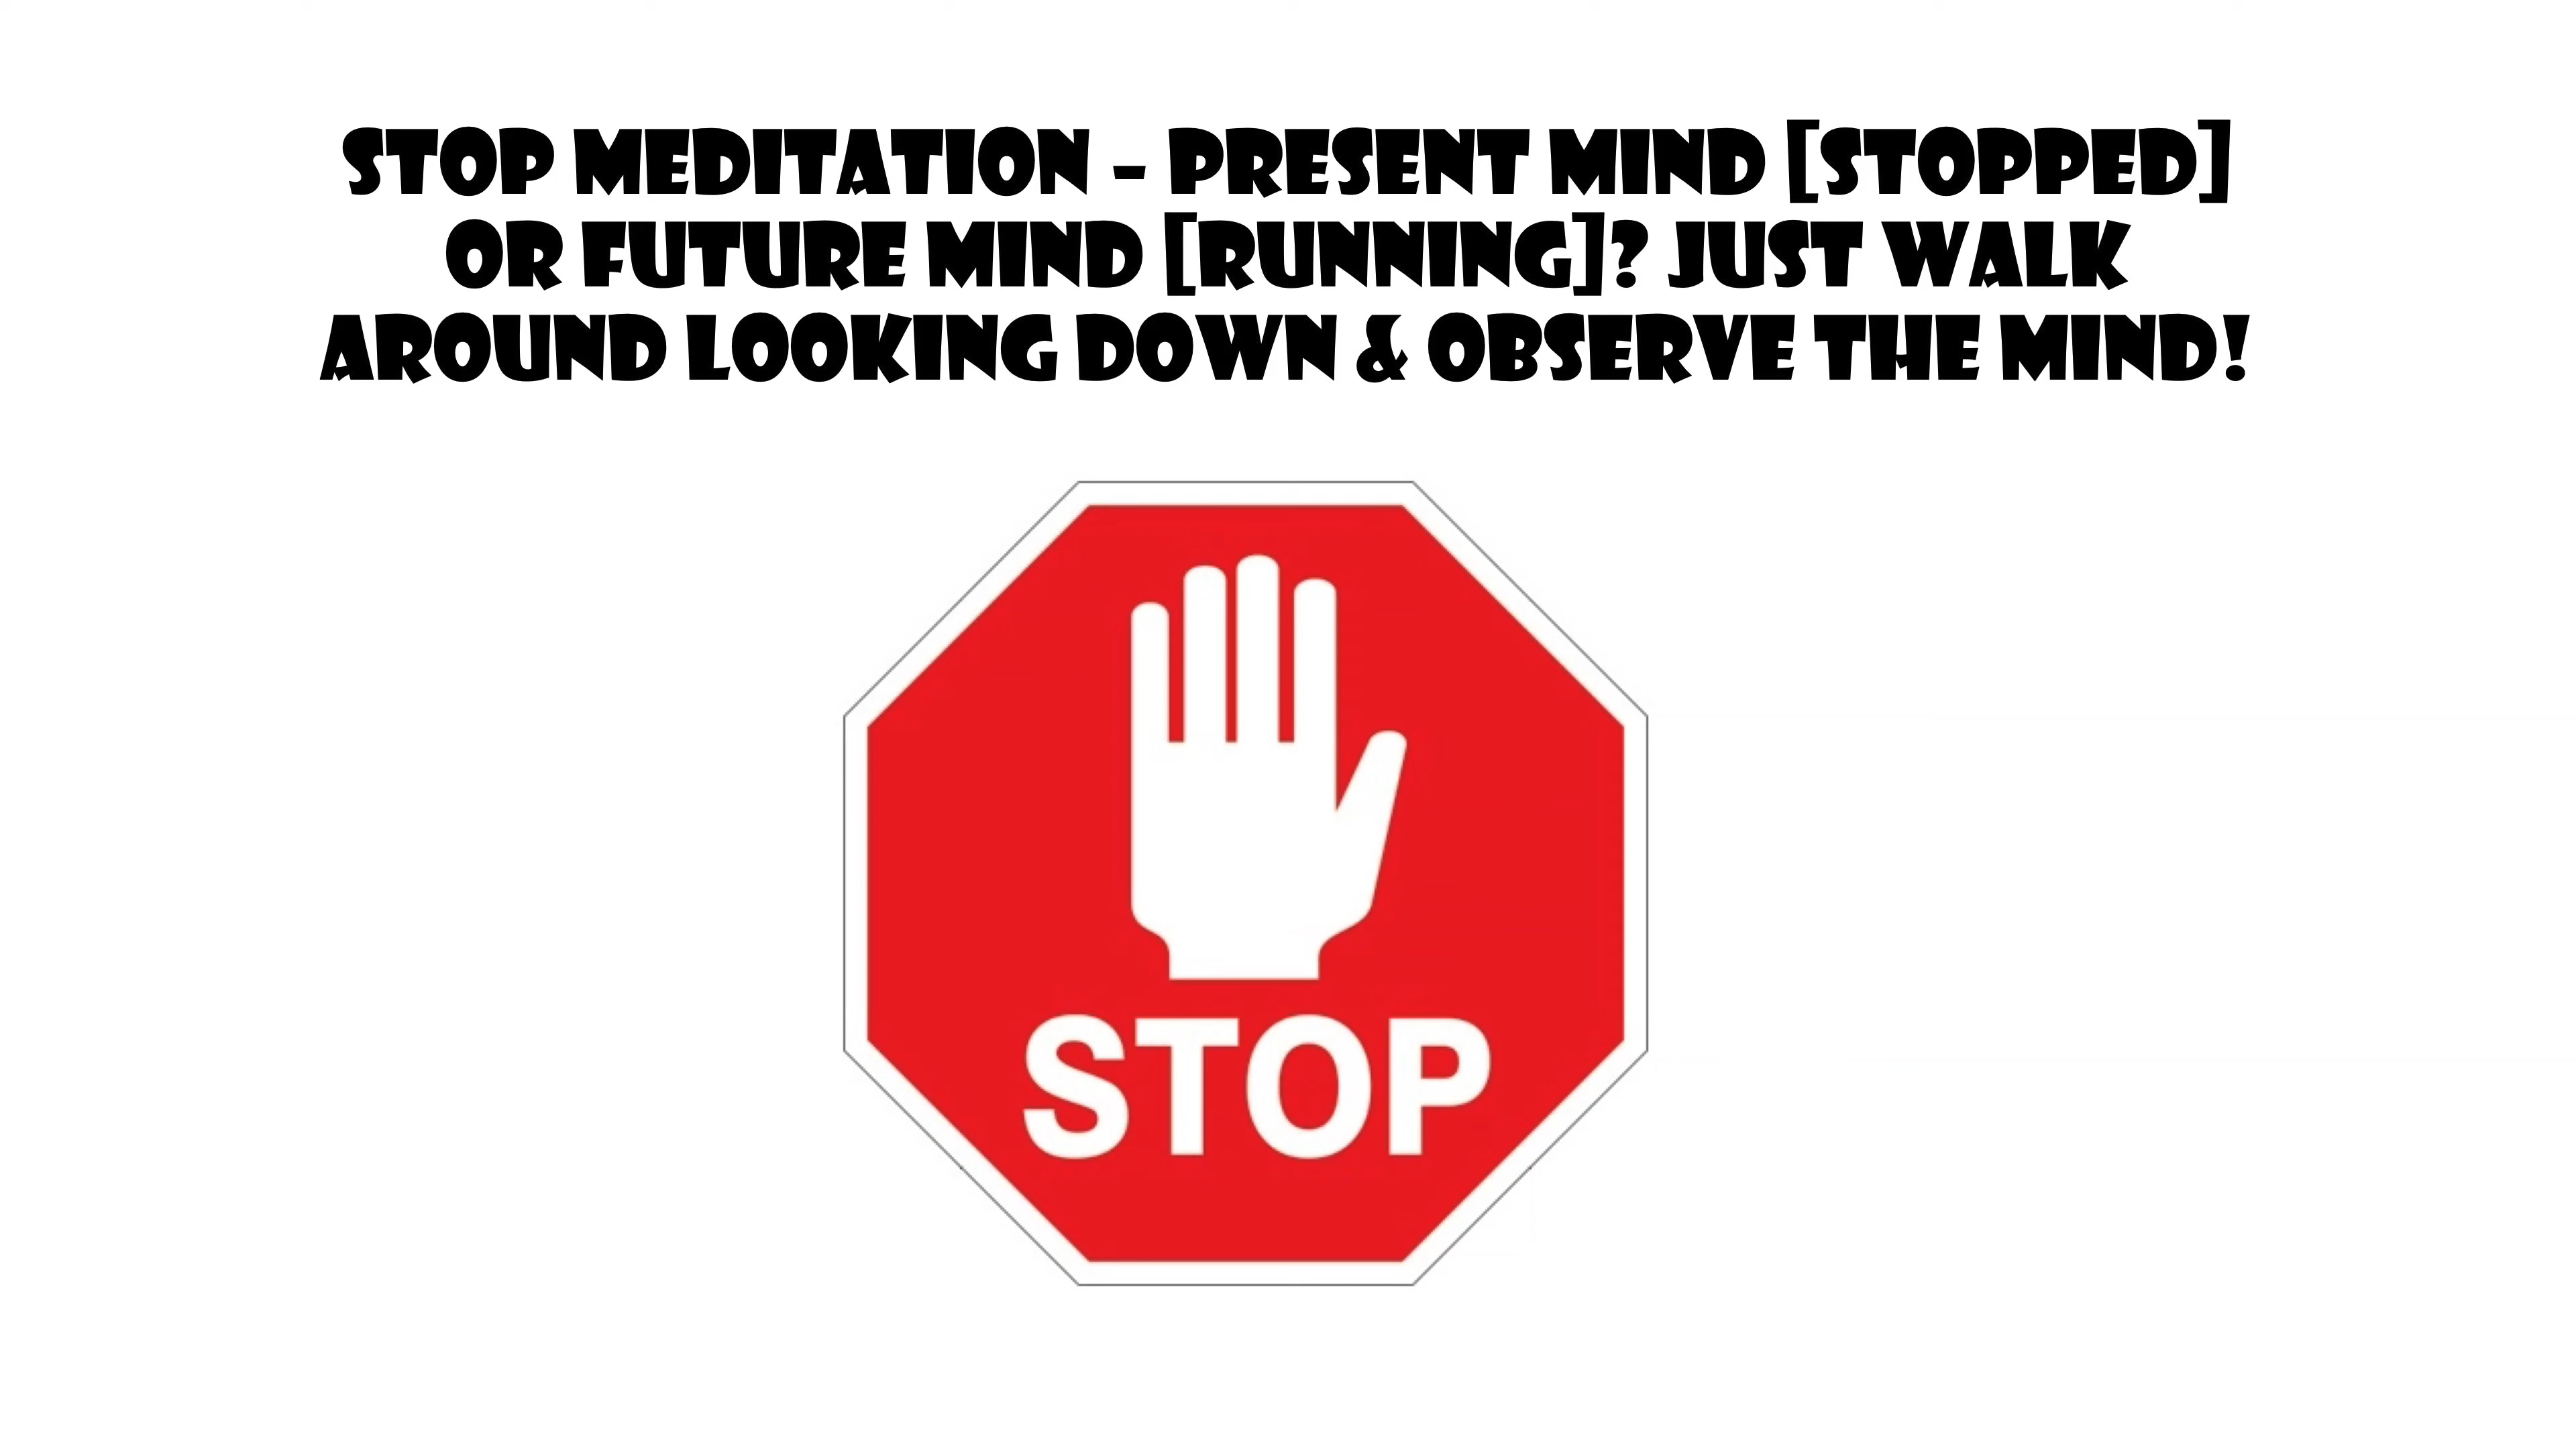 STOP MEDITATION – PRESENT MIND [STOPPED]
OR FUTURE MIND [RUNNING]? JUST WALK
AROUND LOOKING DOWN & OBSERVE THE MIND!
STOP